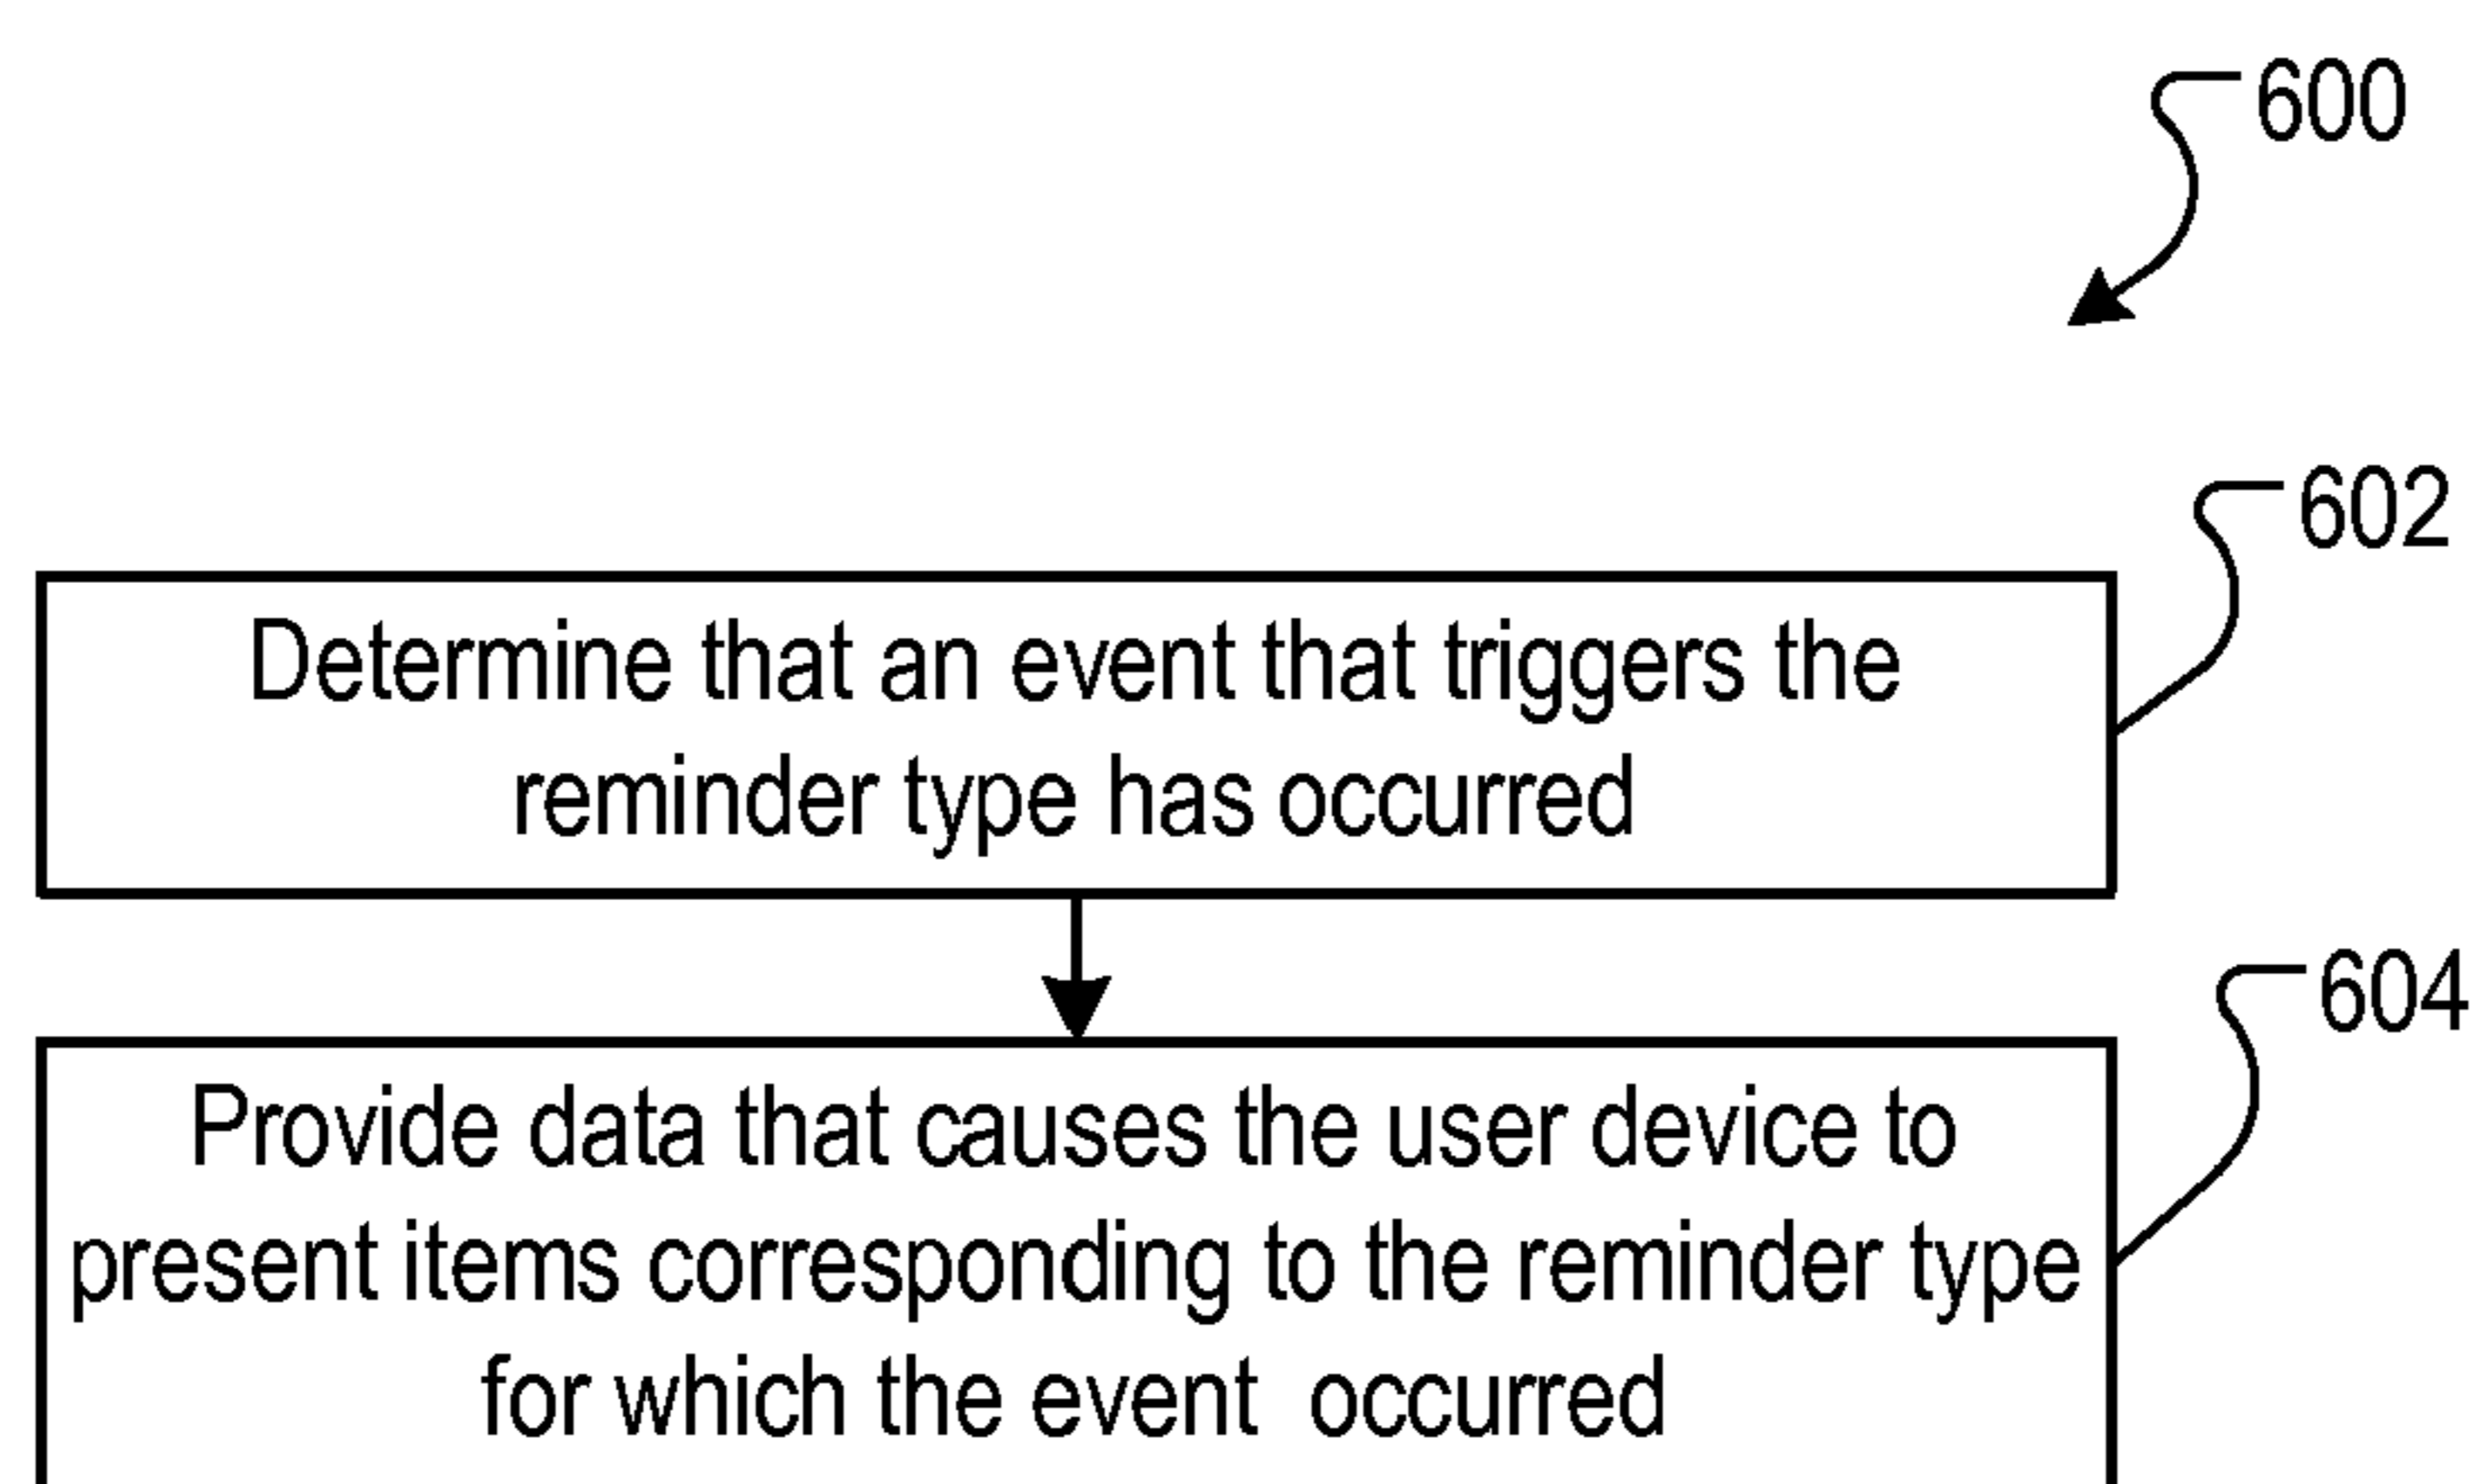 600
602
Determine that an event that triggers the
reminder type has occurred
604
Provide data that causes the user device to
present items corresponding to the reminder type
for which the event occurred